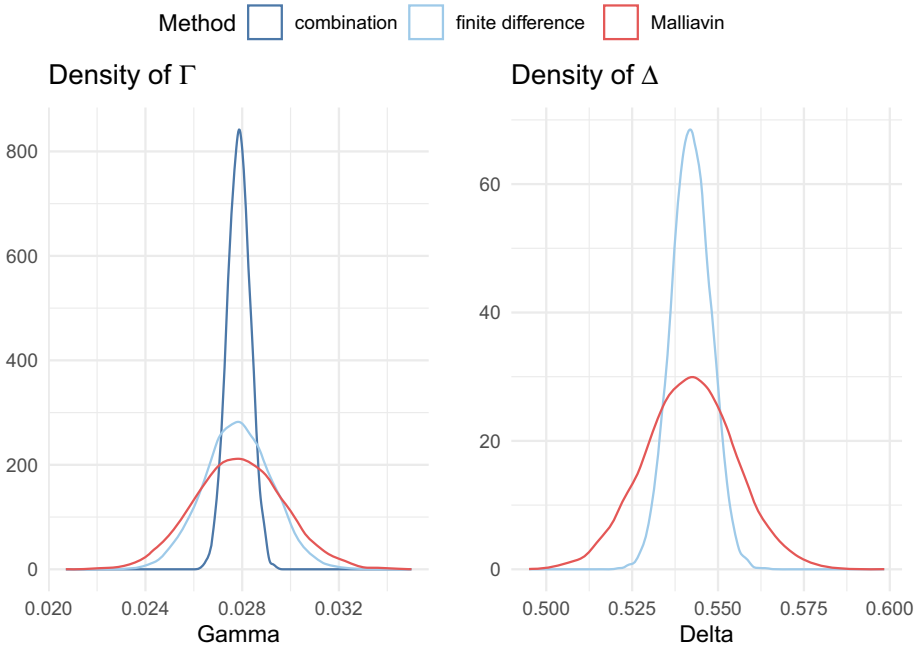 Method combination finite difference Malliavin
Density of Γ
800
600
400
200
0
0.020 0.024 0.028 0.032
Gamma
Density of Δ
60
40
20
0
0.500 0.525 0.550 0.575 0.600
Delta